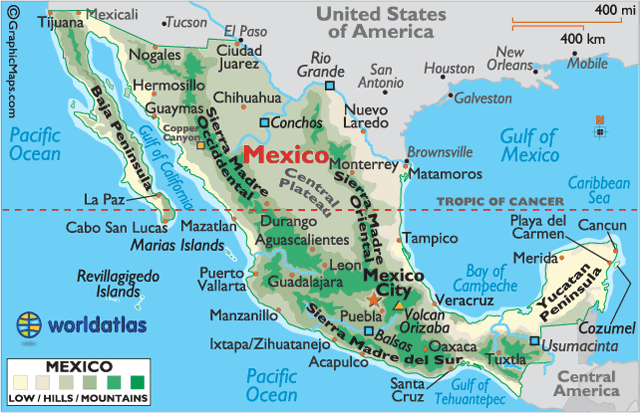 ©GraphicMaps.com
Tijuana
Mexicali
Tucson
El Paso
United States
of America
400 mi
400 km
Nogales
Ciudad
Juarez
Rio
Grande
San
Antonio
Houston
New
Orleans
Mobile
Galveston
Hermosillo
Guaymas
Chihuahua
Conchos
Nuevo
Laredo
Copper
Canyon
Baja Peninsula
Gulf of California
Sierra Madre
Occidental
Pacific
Ocean
Mexico
Central
Plateau
Monterrey
Sierra Madre
Oriental
Brownsville
Matamoros
N
Gulf of
Mexico
Caribbean
Sea
La Paz
TROPIC OF CANCER
Cabo San Lucas
Mazatlan
Marias Islands
Durango
Aguascalientes
Tampico
Playa del
Carmen
Cancun
Merida
Yucatan
Peninsula
Cozumel
Revillagigedo
Islands
Puerto
Vallarta
Leon
Guadalajara
Mexico
City
Bay of
Campeche
Veracruz
worldatlas
Manzanillo
Puebla
Volcan
Orizaba
Balsas
Ixtapa/Zihuatanejo
Sierra Madre del Sur
Oaxaca
Tuxtla
Usumacinta
Acapulco
Santa
Cruz
Gulf of
Tehuantepec
Central
America
Pacific
Ocean
MEXICO
LOW / HILLS / MOUNTAINS